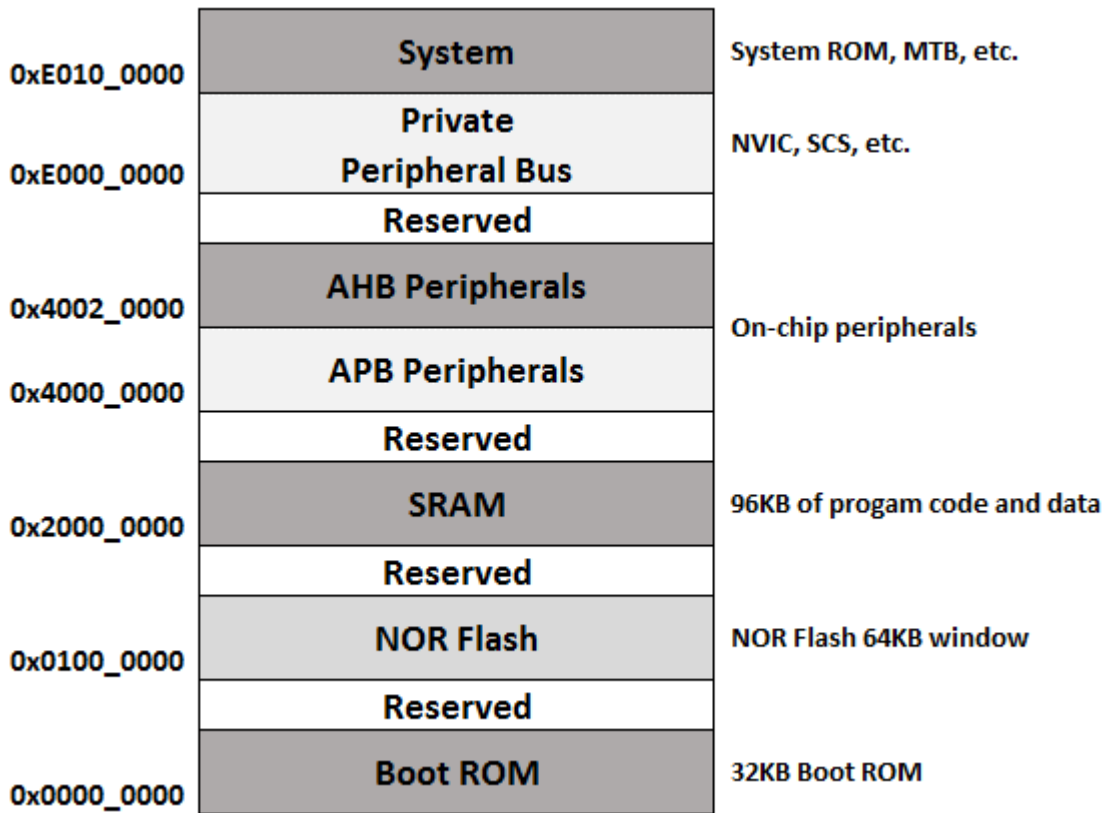 System
System ROM, MTB, etc.
0xE010_0000
Private
Peripheral Bus
NVIC, SCS, etc.
0xE000_0000
Reserved
AHB Peripherals
0x4002_0000
On-chip peripherals
APB Peripherals
0x4000_0000
Reserved
SRAM
96KB of progam code and data
0x2000_0000
Reserved
NOR Flash
NOR Flash 64KB window
0x0100_0000
Reserved
Boot ROM
32KB Boot ROM
0x0000_0000